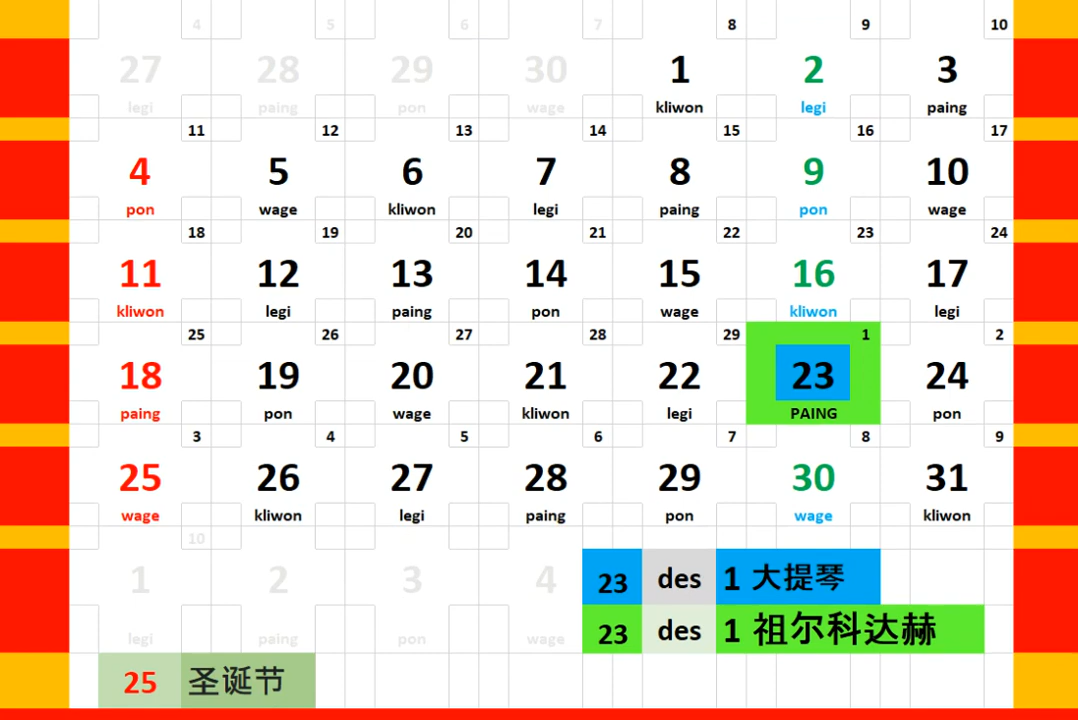 4 5 6 7 8 9 10
27 28 29 30 1 2 3
legi paing pon wage kliwon legi paing
11 12 13 14 15 16 17
4 5 6 7 8 9 10
pon wage kliwon legi paing pon wage
18 19 20 21 22 23 24
11 12 13 14 15 16 17
kliwon legi paing pon wage kliwon legi
25 26 27 28 29 1 2
18 19 20 21 22 23 24
paing pon wage kliwon legi PAING pon
3 4 5 6 7 8 9
25 26 27 28 29 30 31
wage kliwon legi paing pon wage kliwon
10
1 2 3 4
23 des 1 大提琴
legi paing pon wage
23 des 1 祖尔科达赫
25 圣诞节